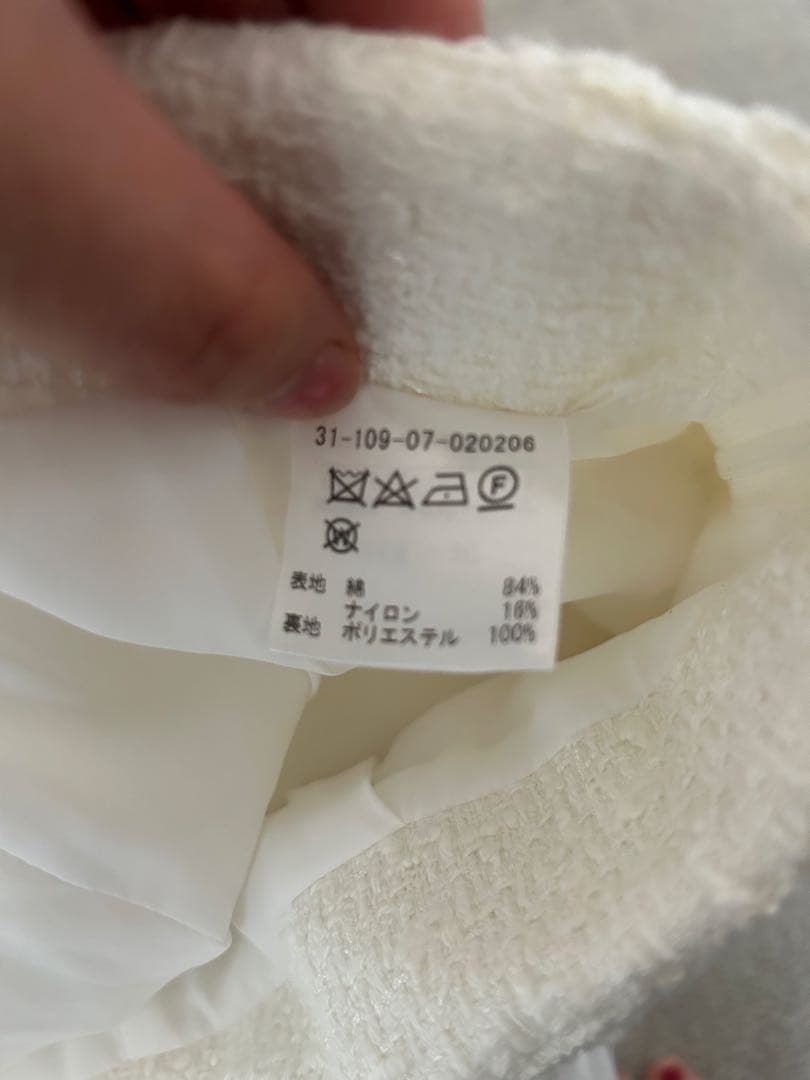 31-109-07-020206
F
W
表地 綿 84%
ナイロン 16%
裏地 ポリエステル 100%